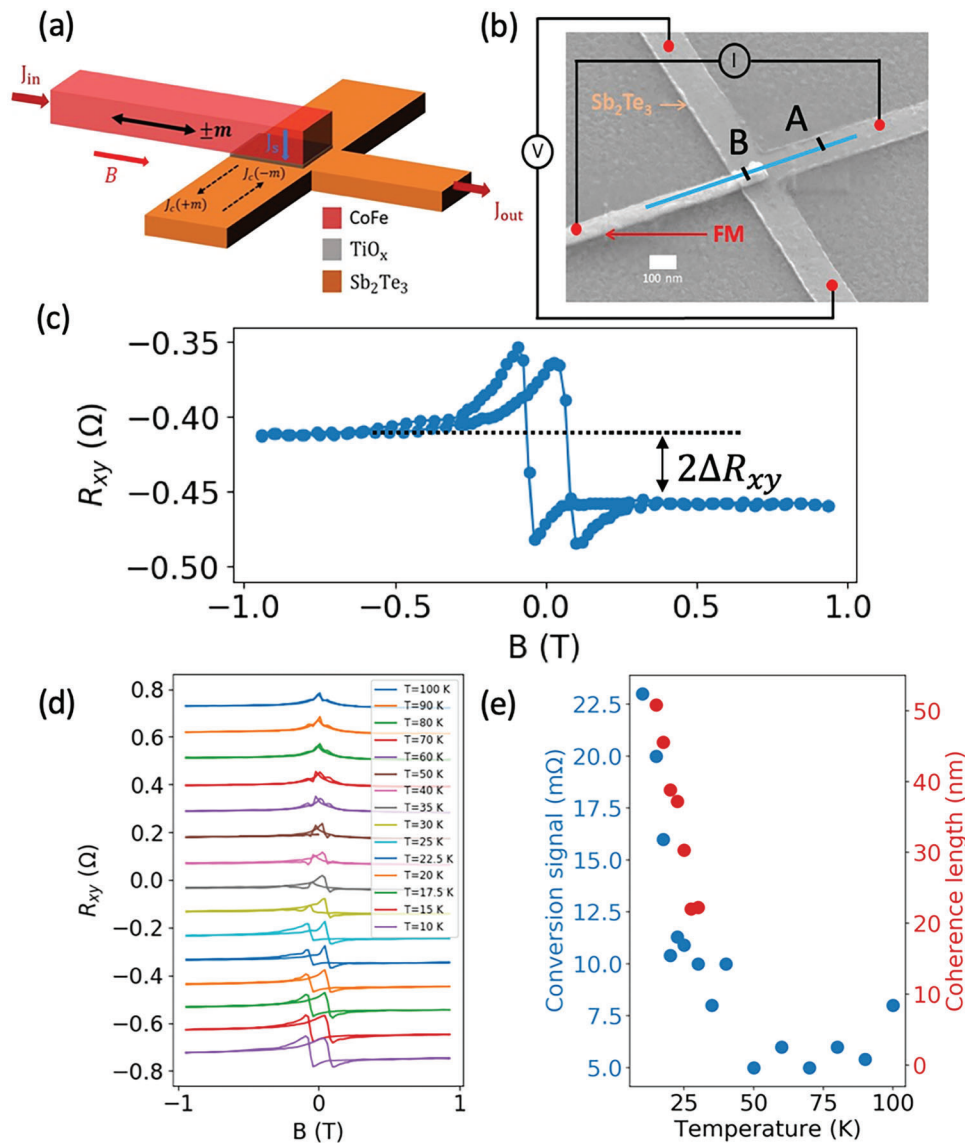 (a)
J_in
±m
B
J_s
J_c(−m)
J_c(+m)
J_out
CoFe
TiO_x
Sb_2Te_3
(b)
I
Sb_2Te_3
A
B
V
FM
100 nm
(c)
R_xy (Ω)
−0.35
−0.40
−0.45
−0.50
2ΔR_xy
−1.0 −0.5 0.0 0.5 1.0
B (T)
(d)
R_xy (Ω)
0.8
0.6
0.4
0.2
0.0
−0.2
−0.4
−0.6
−0.8
T=100 K
T=90 K
T=80 K
T=70 K
T=60 K
T=50 K
T=40 K
T=35 K
T=30 K
T=25 K
T=22.5 K
T=20 K
T=17.5 K
T=15 K
T=10 K
−1 0 1
B (T)
(e)
Conversion signal (mΩ)
22.5
20.0
17.5
15.0
12.5
10.0
7.5
5.0
50
40
30
20
10
0
Coherence length (nm)
25 50 75 100
Temperature (K)